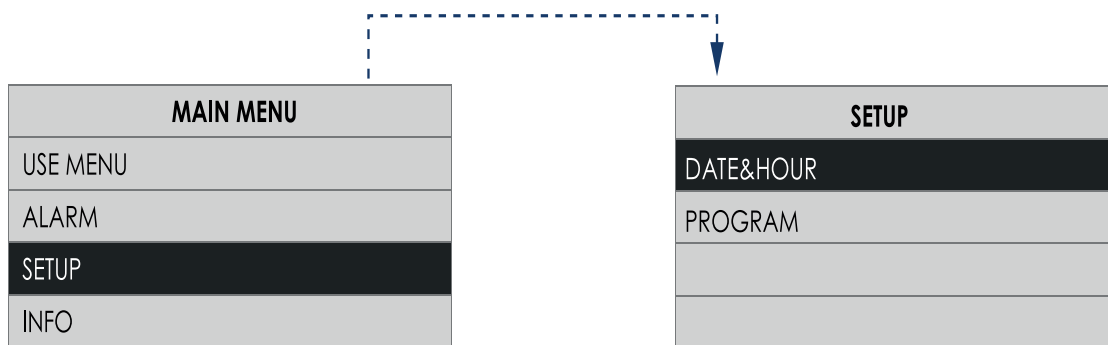 MAIN MENU
USE MENU
ALARM
SETUP
INFO
SETUP
DATE&HOUR
PROGRAM